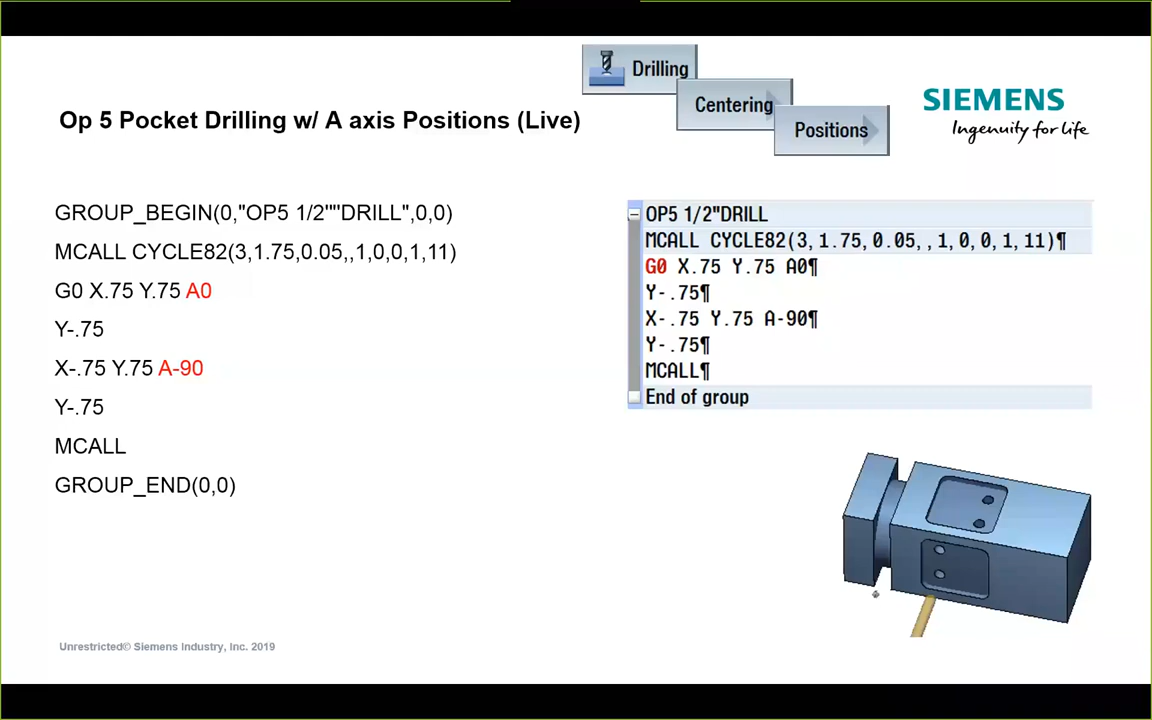 Drilling
Centering
Positions
SIEMENS
Ingenuity for life
Op 5 Pocket Drilling w/ A axis Positions (Live)
GROUP_BEGIN(0,"OP5 1/2""DRILL",0,0)
MCALL CYCLE82(3,1.75,0.05,,1,0,0,1,11)
G0 X.75 Y.75 A0
Y-.75
X-.75 Y.75 A-90
Y-.75
MCALL
GROUP_END(0,0)
OP5 1/2"DRILL
MCALL CYCLE82(3,1.75,0.05,,1,0,0,1,11)¶
G0 X.75 Y.75 A0¶
Y-.75¶
X-.75 Y.75 A-90¶
Y-.75¶
MCALL¶
End of group
Unrestricted© Siemens Industry, Inc. 2019